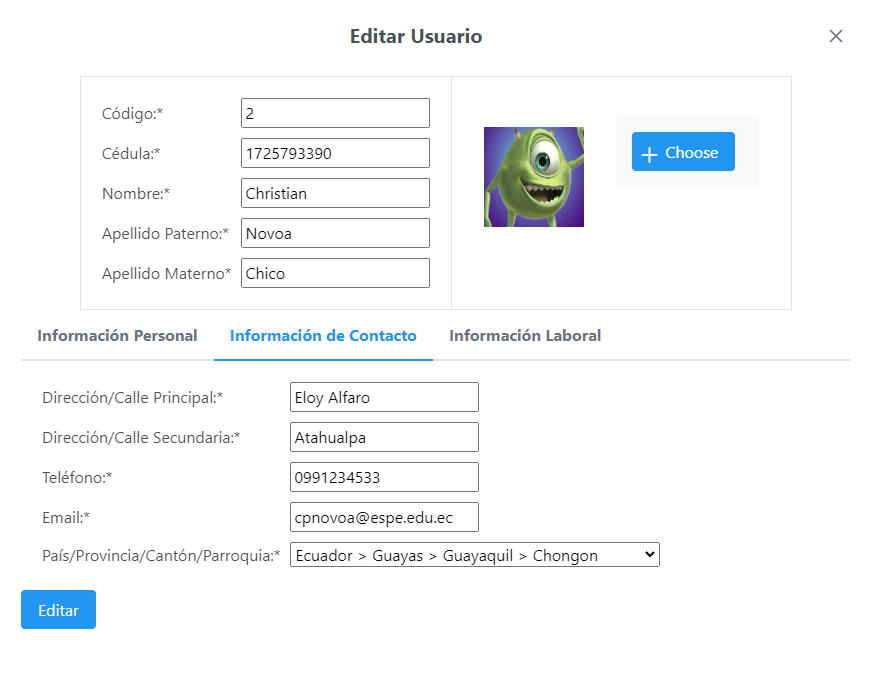 Editar Usuario
Código:* 2
Cédula:* 1725793390
Nombre:* Christian
Apellido Paterno:* Novoa
Apellido Materno* Chico
Choose
Información Personal Información de Contacto Información Laboral
Dirección/Calle Principal:* Eloy Alfaro
Dirección/Calle Secundaria:* Atahualpa
Teléfono:* 0991234533
Email:* cpnovoa@espe.edu.ec
País/Provincia/Cantón/Parroquia:* Ecuador > Guayas > Guayaquil > Chongon
Editar